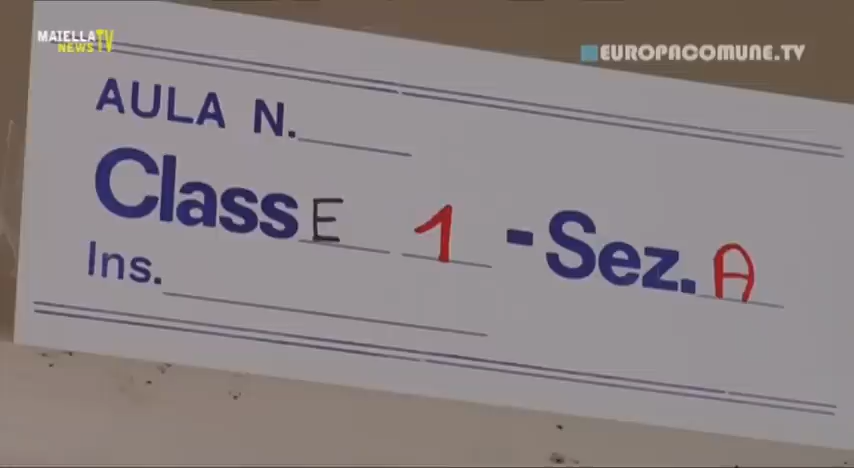 MAIELLA TV
NEWS
EUROPACOMUNE.TV
AULA N.
ClassE 1 - Sez. A
Ins.